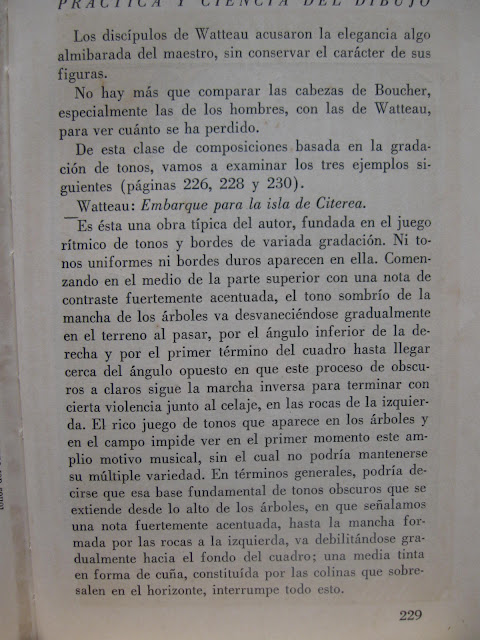 PRÁCTICA Y CIENCIA DEL DIBUJO
Los discípulos de Watteau acusaron la elegancia algo
almibarada del maestro, sin conservar el carácter de sus
figuras.
No hay más que comparar las cabezas de Boucher,
especialmente las de los hombres, con las de Watteau,
para ver cuánto se ha perdido.
De esta clase de composiciones basada en la grada-
ción de tonos, vamos a examinar los tres ejemplos si-
guientes (páginas 226, 228 y 230).
Watteau: Embarque para la isla de Citerea.
Es ésta una obra típica del autor, fundada en el juego
rítmico de tonos y bordes de variada gradación. Ni to-
nos uniformes ni bordes duros aparecen en ella. Comen-
zando en el medio de la parte superior con una nota de
contraste fuertemente acentuada, el tono sombrío de la
mancha de los árboles va desvaneciéndose gradualmente
en el terreno al pasar, por el ángulo inferior de la de-
recha y por el primer término del cuadro hasta llegar
cerca del ángulo opuesto en que este proceso de obscu-
ros a claros sigue la marcha inversa para terminar con
cierta violencia junto al celaje, en las rocas de la izquier-
da. El rico juego de tonos que aparece en los árboles y
en el campo impide ver en el primer momento este am-
plio motivo musical, sin el cual no podría mantenerse
su múltiple variedad. En términos generales, podría de-
cirse que esa base fundamental de tonos obscuros que se
extiende desde lo alto de los árboles, en que señalamos
una nota fuertemente acentuada, hasta la mancha for-
mada por las rocas a la izquierda, va debilitándose gra-
dualmente hacia el fondo del cuadro; una media tinta
en forma de cuña, constituída por las colinas que sobre-
salen en el horizonte, interrumpe todo esto.
229